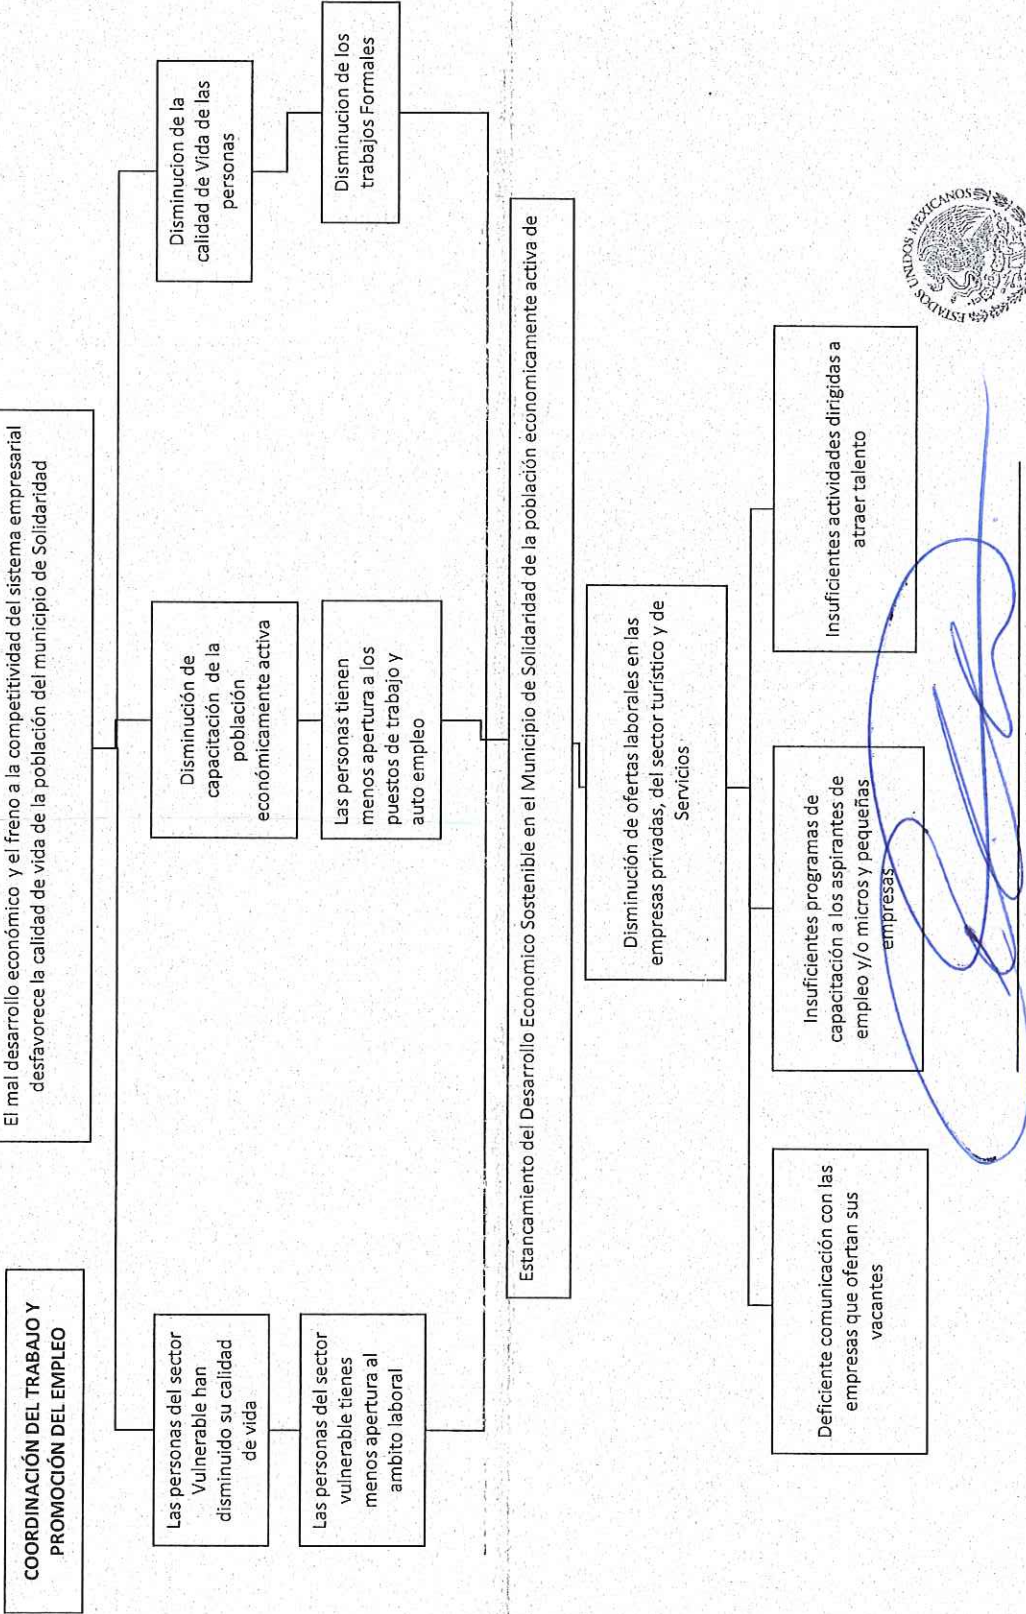 COORDINACIÓN DEL TRABAJO Y
PROMOCIÓN DEL EMPLEO
El mal desarrollo económico y el freno a la competitividad del sistema empresarial
desfavorece la calidad de vida de la población del municipio de Solidaridad
Las personas del sector
Vulnerable han
disminuido su calidad
de vida
Disminución de
capacitación de la
población
económicamente activa
Disminucion de la
calidad de Vida de las
personas
Las personas del sector
vulnerable tienes
menos apertura al
ambito laboral
Las personas tienen
menos apertura a los
puestos de trabajo y
auto empleo
Disminucion de los
trabajos Formales
Estancamiento del Desarrollo Economico Sostenible en el Municipio de Solidaridad de la población economicamente activa de
Disminución de ofertas laborales en las
empresas privadas, del sector turístico y de
Servicios
Deficiente comunicación con las
empresas que ofertan sus
vacantes
Insuficientes programas de
capacitación a los aspirantes de
empleo y/o micros y pequeñas
empresas
Insuficientes actividades dirigidas a
atraer talento
ESTADOS UNIDOS MEXICANOS